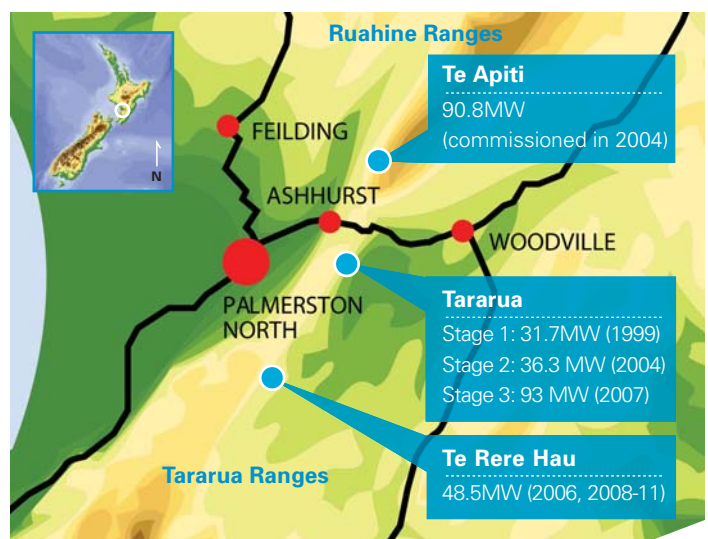 Ruahine Ranges
N
Te Apiti
90.8MW
(commissioned in 2004)
FEILDING
ASHHURST
WOODVILLE
PALMERSTON
NORTH
Tararua
Stage 1: 31.7MW (1999)
Stage 2: 36.3 MW (2004)
Stage 3: 93 MW (2007)
Tararua Ranges
Te Rere Hau
48.5MW (2006, 2008-11)